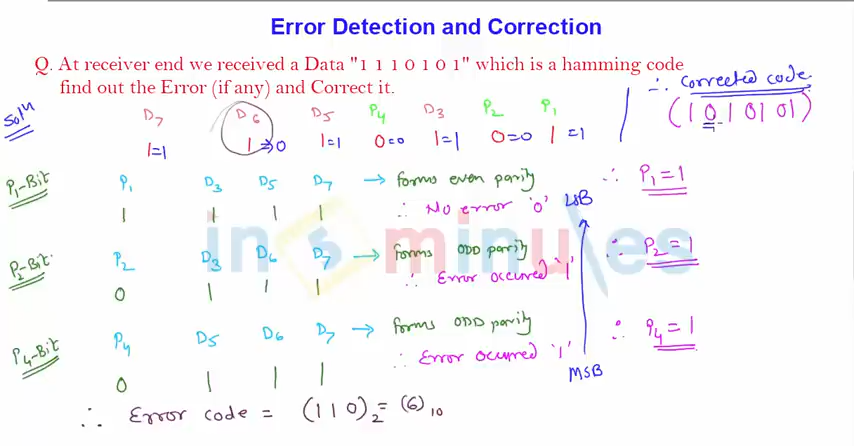 Error Detection and Correction
Q. At receiver end we received a Data "1 1 1 0 1 0 1" which is a hamming code
find out the Error (if any) and Correct it.
∴ Corrected code
(1 0 1 0 1 0 1)
Solⁿ
D₇ D₆ D₅ P₄ D₃ P₂ P₁
1=1 1⇒0 1=1 0=0 1=1 0=0 1=1
P₁-Bit P₁ D₃ D₅ D₇ → forms even parity ∴ P₁=1
1 1 1 1 ∴ No error '0' LSB
in 5 minutes
P₂-Bit P₂ D₃ D₆ D₇ → forms ODD parity ∴ P₂=1
0 1 1 1 ∴ Error occurred '1'
P₄-Bit P₄ D₅ D₆ D₇ → forms ODD parity ∴ P₄=1
0 1 1 1 ∴ Error ocurred '1' MSB
∴ Error code = (1 1 0)₂ = (6)₁₀